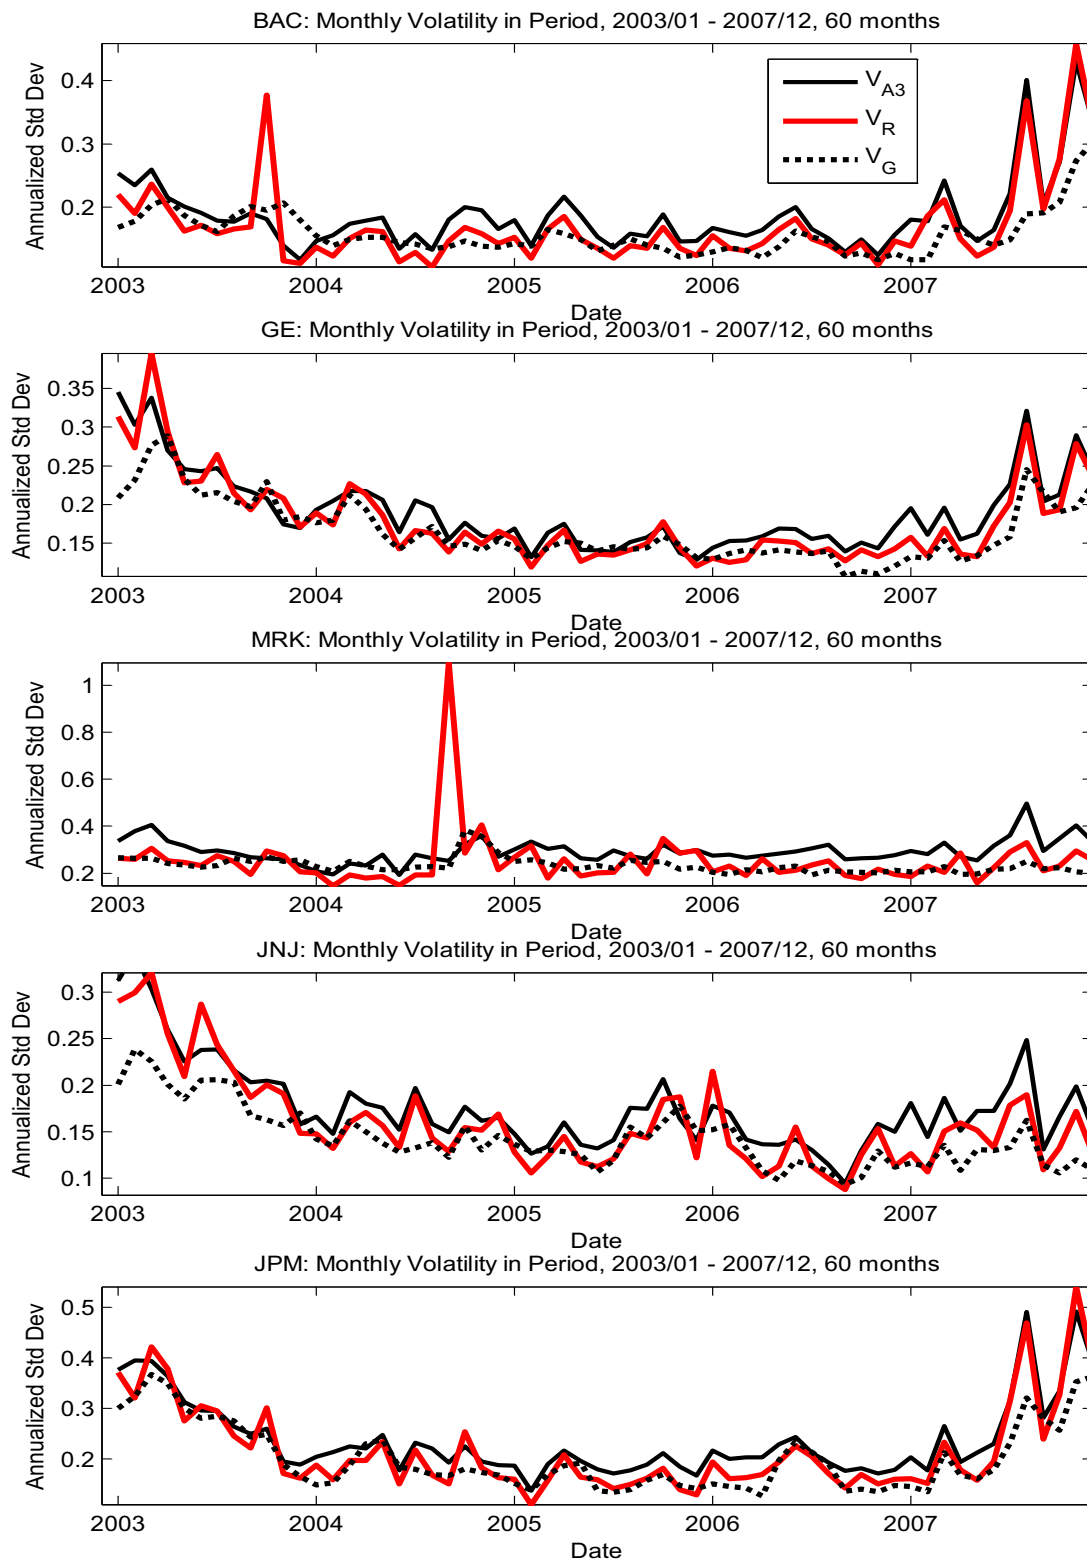 BAC: Monthly Volatility in Period, 2003/01 - 2007/12, 60 months
Annualized Std Dev
0.4
0.3
0.2
V_A3
V_R
V_G
2003 2004 2005 2006 2007
Date
GE: Monthly Volatility in Period, 2003/01 - 2007/12, 60 months
Annualized Std Dev
0.35
0.3
0.25
0.2
0.15
2003 2004 2005 2006 2007
Date
MRK: Monthly Volatility in Period, 2003/01 - 2007/12, 60 months
Annualized Std Dev
1
0.8
0.6
0.4
0.2
2003 2004 2005 2006 2007
Date
JNJ: Monthly Volatility in Period, 2003/01 - 2007/12, 60 months
Annualized Std Dev
0.3
0.25
0.2
0.15
0.1
2003 2004 2005 2006 2007
Date
JPM: Monthly Volatility in Period, 2003/01 - 2007/12, 60 months
Annualized Std Dev
0.5
0.4
0.3
0.2
2003 2004 2005 2006 2007
Date